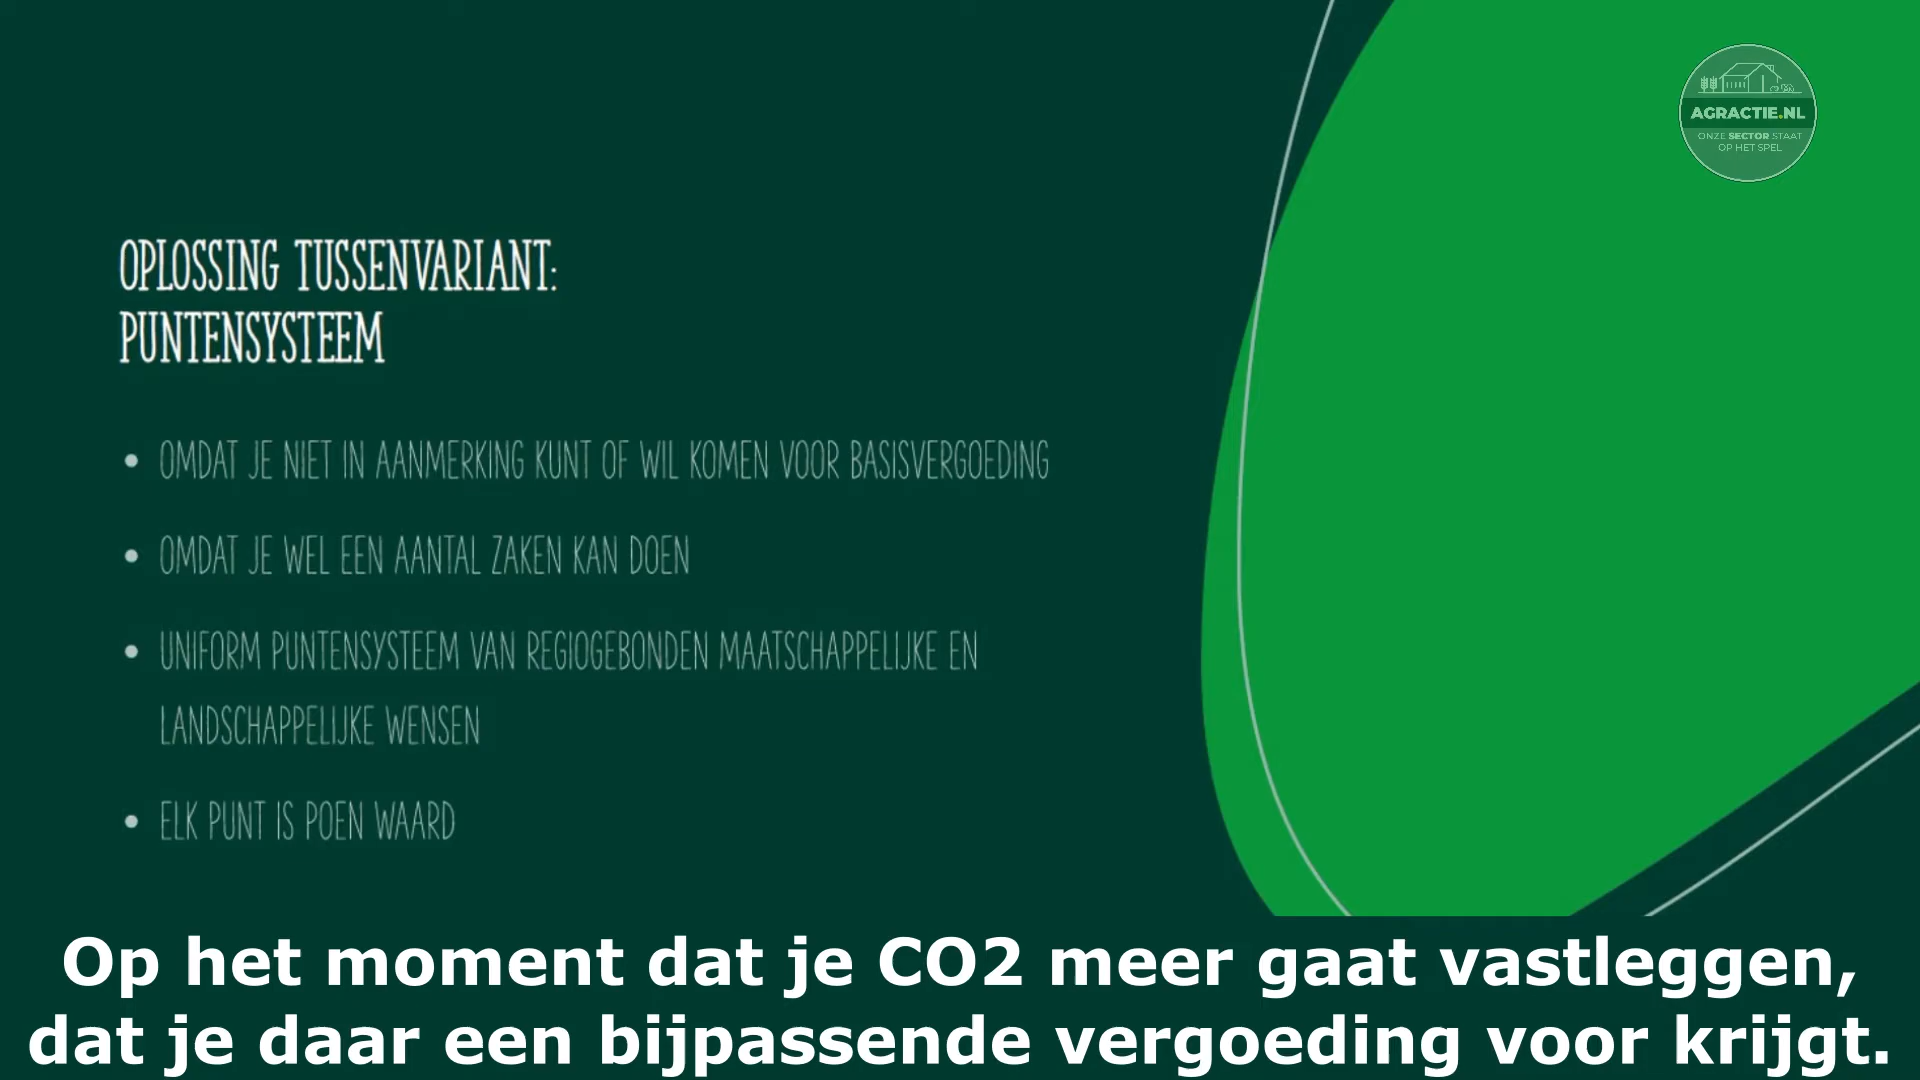 AGRACTIE.NL
ONZE SECTOR STAAT
OP HET SPEL
OPLOSSING TUSSENVARIANT:
PUNTENSYSTEEM
• OMDAT JE NIET IN AANMERKING KUNT OF WIL KOMEN VOOR BASISVERGOEDING
• OMDAT JE WEL EEN AANTAL ZAKEN KAN DOEN
• UNIFORM PUNTENSYSTEEM VAN REGIOGEBONDEN MAATSCHAPPELIJKE EN
LANDSCHAPPELIJKE WENSEN
• ELK PUNT IS POEN WAARD
Op het moment dat je CO2 meer gaat vastleggen,
dat je daar een bijpassende vergoeding voor krijgt.